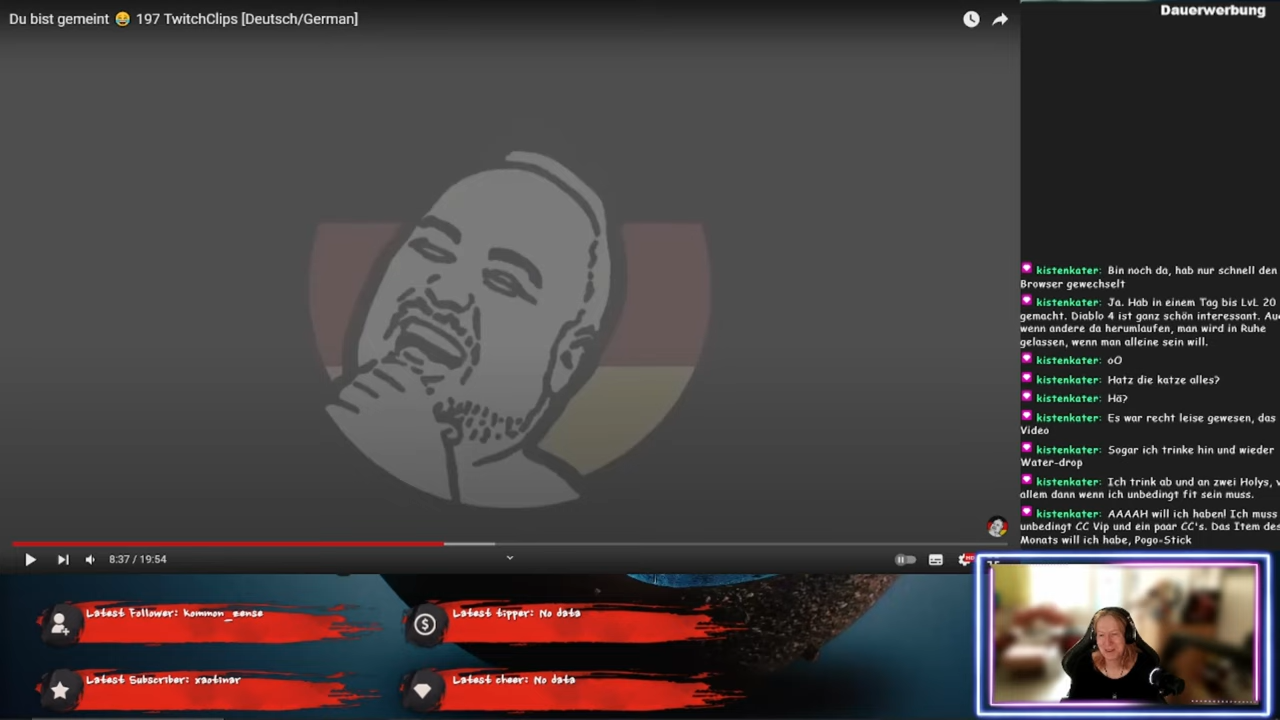 Du bist gemeint 😂 197 TwitchClips [Deutsch/German]
Dauerwerbung
kistenkater: Bin noch da, hab nur schnell den
Browser gewechselt
kistenkater: Ja. Hab in einem Tag bis LvL 20
gemacht. Diablo 4 ist ganz schön interessant. Au
wenn andere da herumlaufen, man wird in Ruhe
gelassen, wenn man alleine sein will.
kistenkater: oO
kistenkater: Hatz die katze alles?
kistenkater: Hä?
kistenkater: Es war recht leise gewesen, das
Video
kistenkater: Sogar ich trinke hin und wieder
Water-drop
kistenkater: Ich trink ab und an zwei Holys, v
allem dann wenn ich unbedingt fit sein muss.
kistenkater: AAAAH will ich haben! Ich muss
unbedingt CC Vip und ein paar CC's. Das Item des
Monats will ich habe, Pogo-Stick
8:37 / 19:54
Latest Follower: Kommon_zense
Latest tipper: No data
Latest Subscriber: xaotinar
Latest cheer: No data